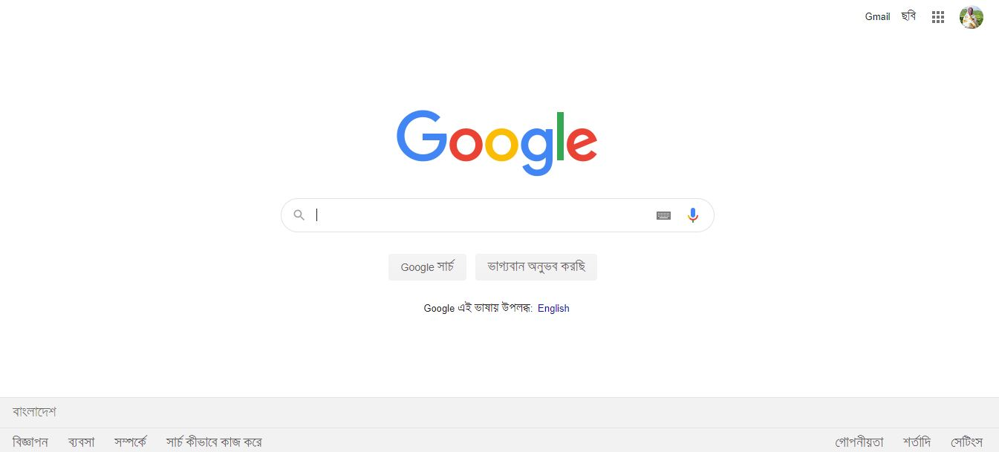 Gmail ছবি
Google
Google সার্চ ভাগ্যবান অনুভব করছি
Google এই ভাষায় উপলব্ধ: English
বাংলাদেশ
বিজ্ঞাপন ব্যবসা সম্পর্কে সার্চ কীভাবে কাজ করে গোপনীয়তা শর্তাদি সেটিংস